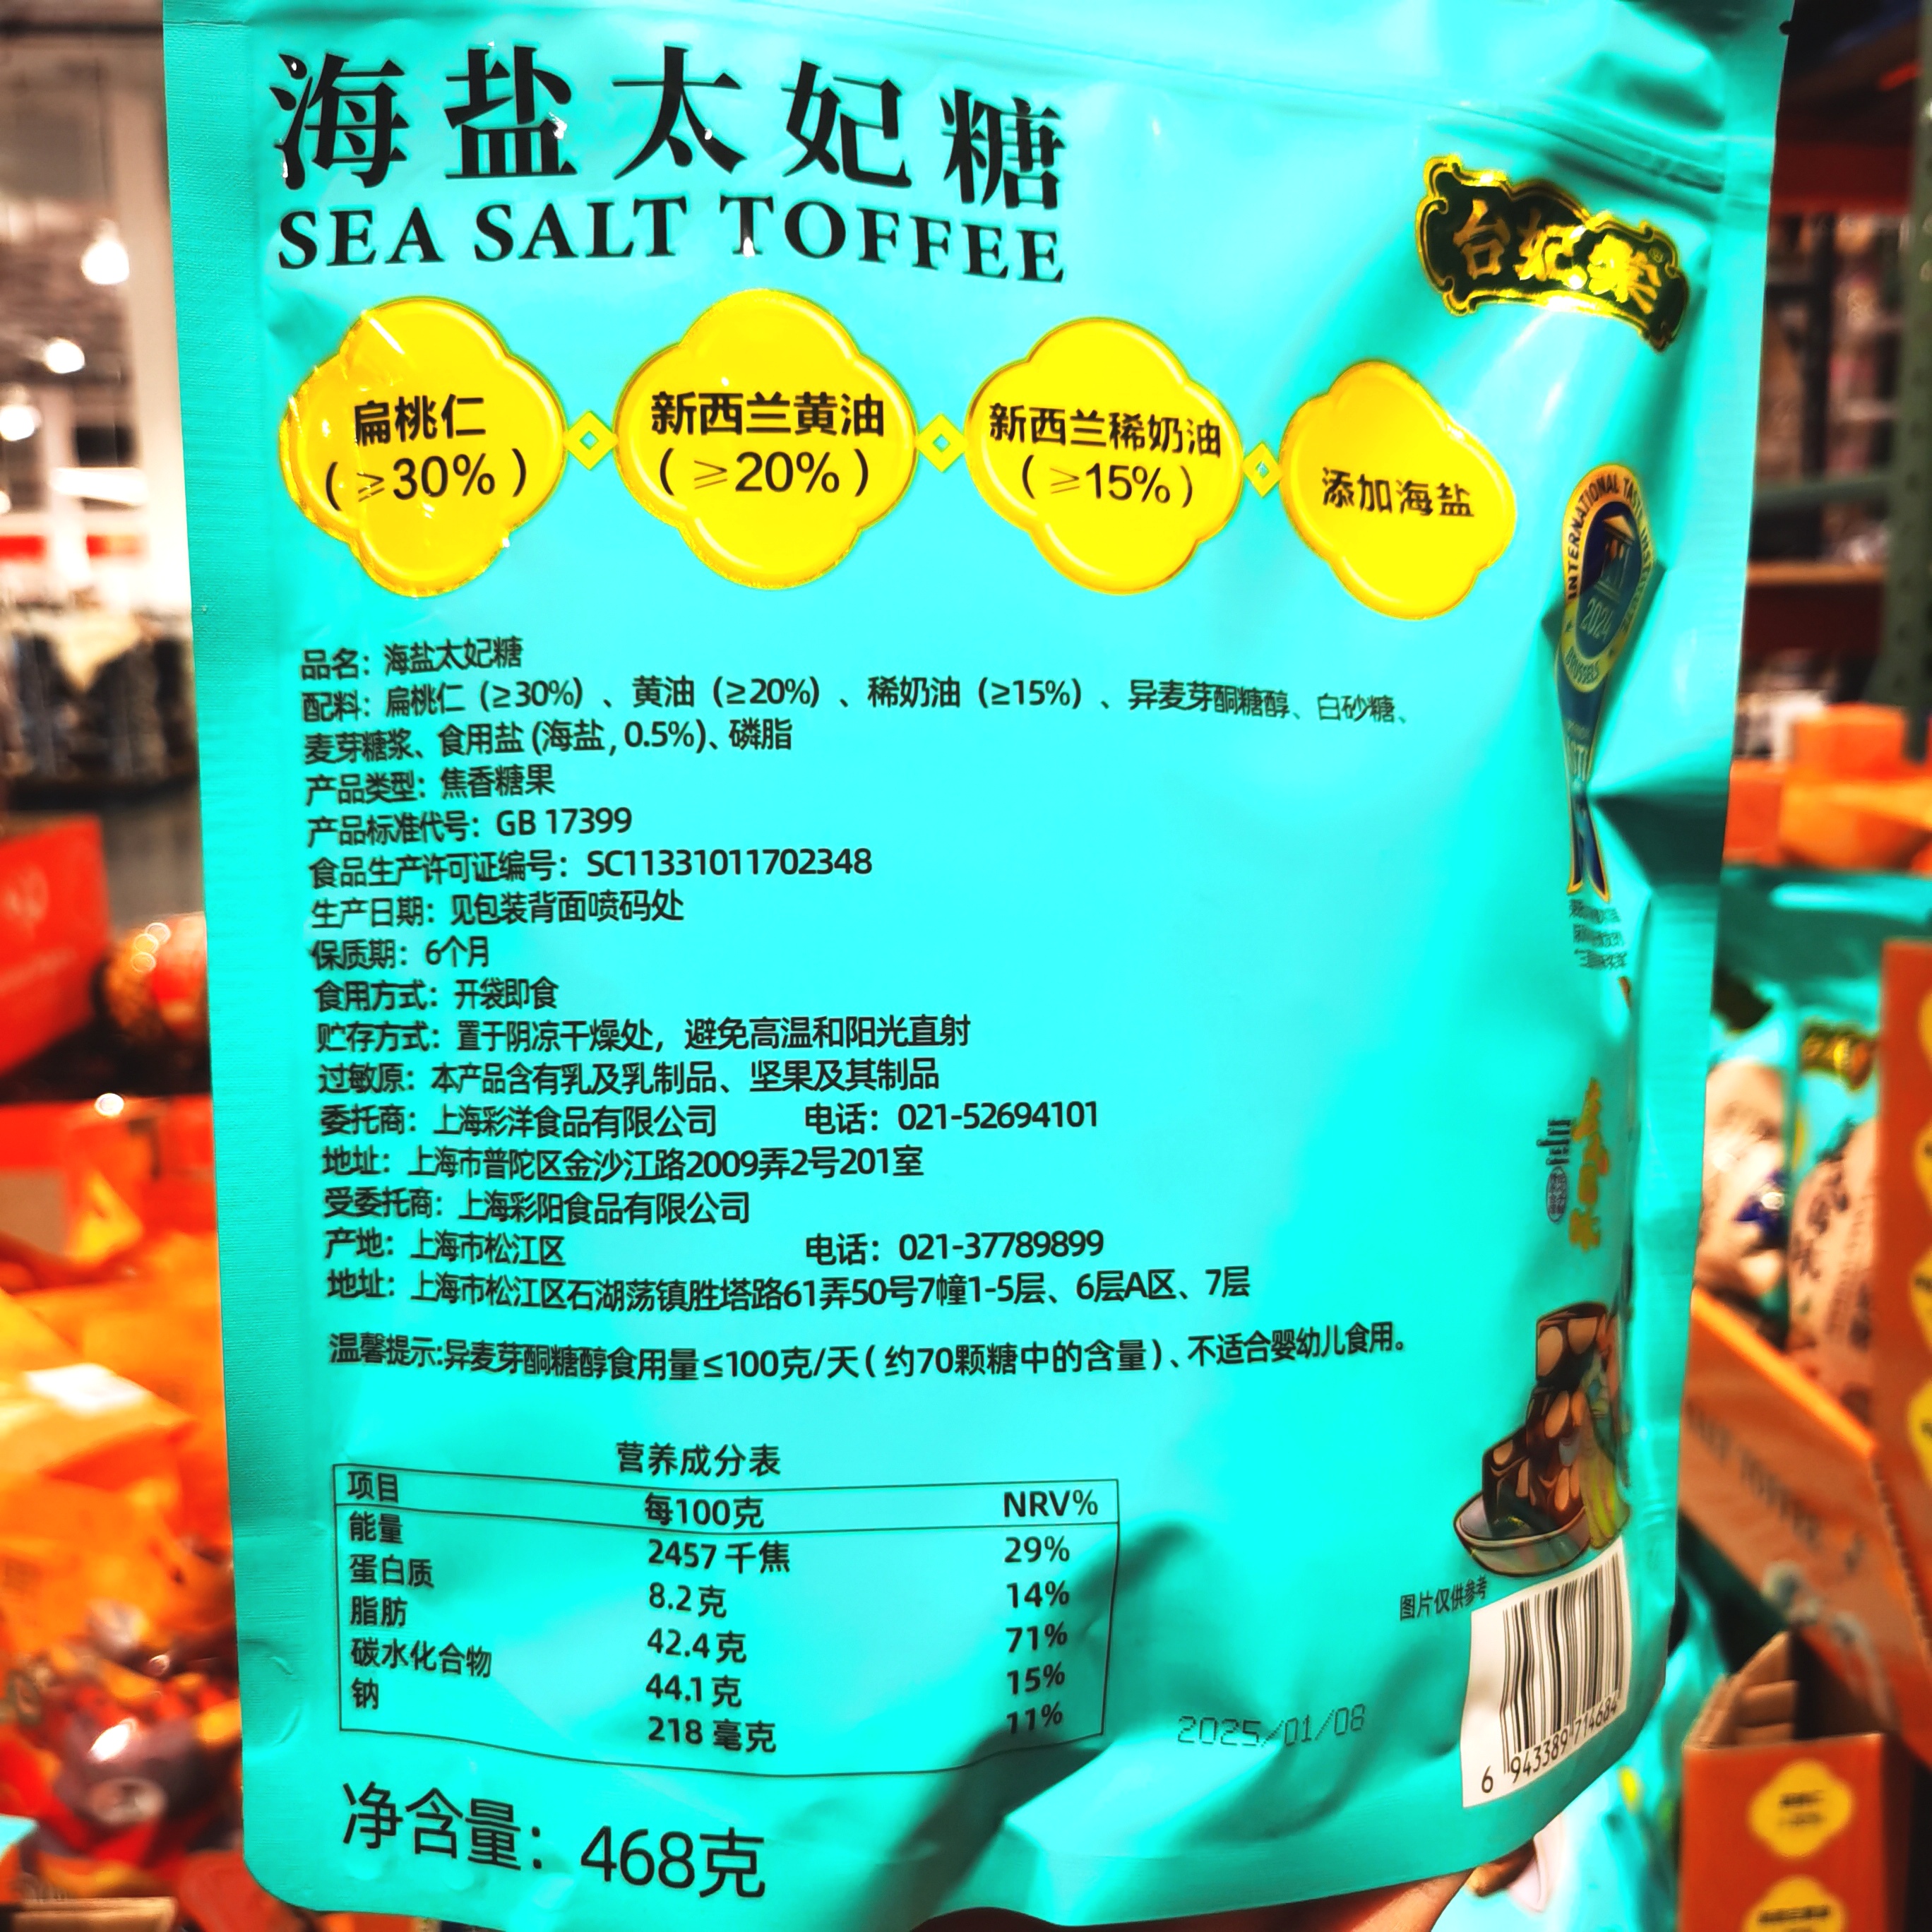 海盐太妃糖
SEA SALT TOFFEE
扁桃仁
(≥30%)
新西兰黄油
(≥20%)
新西兰稀奶油
(≥15%)
添加海盐
INTERNATIONAL TASTE
2024
BRUSSELS
品名：海盐太妃糖
配料：扁桃仁（≥30%）、黄油（≥20%）、稀奶油（≥15%）、异麦芽酮糖醇、白砂糖、
麦芽糖浆、食用盐(海盐,0.5%)、磷脂
产品类型：焦香糖果
产品标准代号：GB 17399
食品生产许可证编号：SC11331011702348
生产日期：见包装背面喷码处
保质期：6个月
食用方式：开袋即食
贮存方式：置于阴凉干燥处，避免高温和阳光直射
过敏原：本产品含有乳及乳制品、坚果及其制品
委托商：上海彩洋食品有限公司 电话：021-52694101
地址：上海市普陀区金沙江路2009弄2号201室
受委托商：上海彩阳食品有限公司
产地：上海市松江区 电话：021-37789899
地址：上海市松江区石湖荡镇胜塔路61弄50号7幢1-5层、6层A区、7层
温馨提示:异麦芽酮糖醇食用量≤100克/天(约70颗糖中的含量)、不适合婴幼儿食用。
营养成分表
项目 每100克 NRV%
能量 2457千焦 29%
蛋白质 8.2克 14%
脂肪 42.4克 71%
碳水化合物 44.1克 15%
钠 218毫克 11%
图片仅供参考
2025/01/08
6 943389 714684
净含量：468克